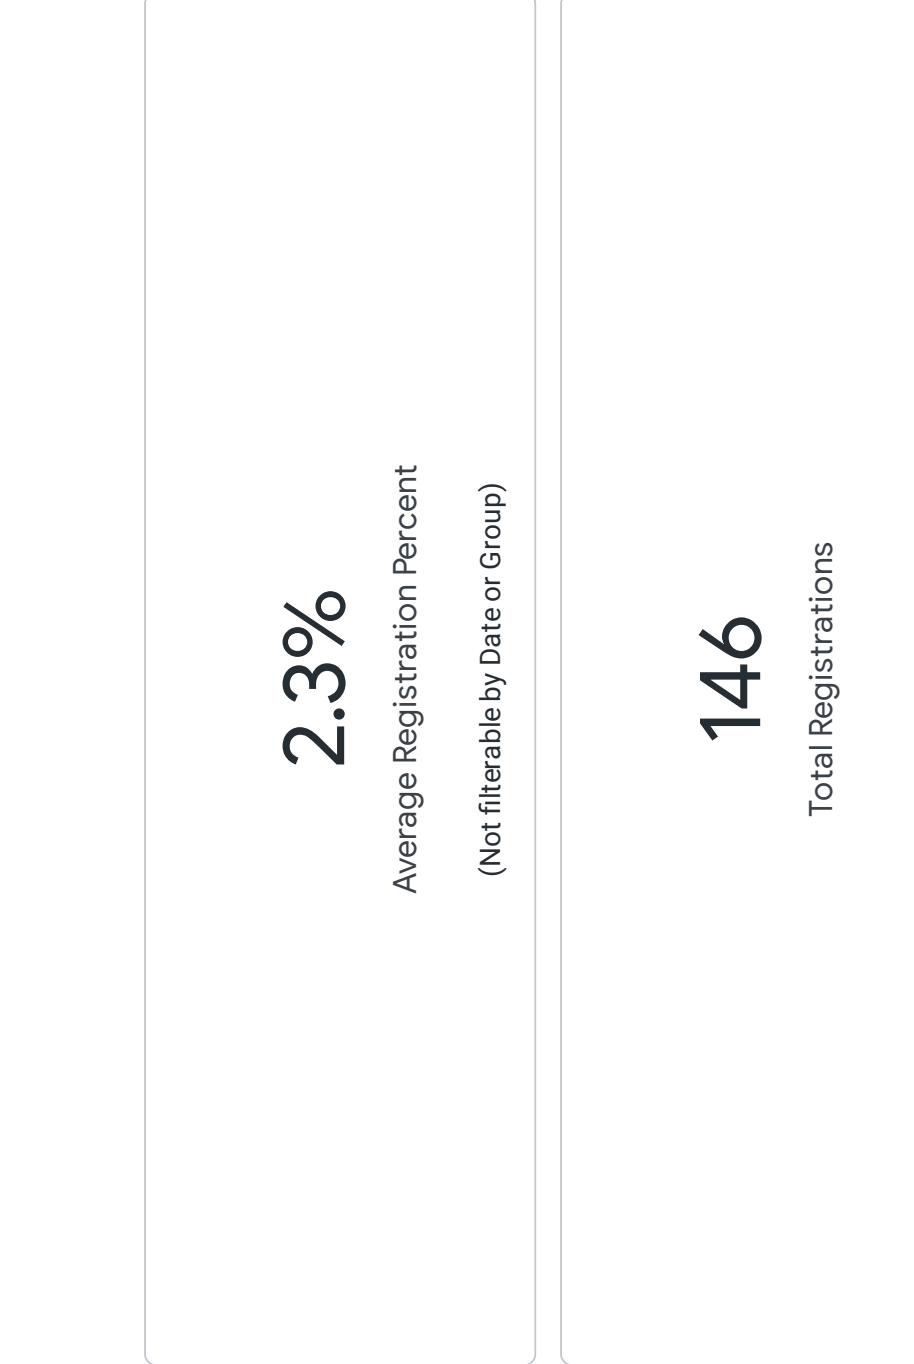 2.3%
Average Registration Percent
(Not filterable by Date or Group)
146
Total Registrations